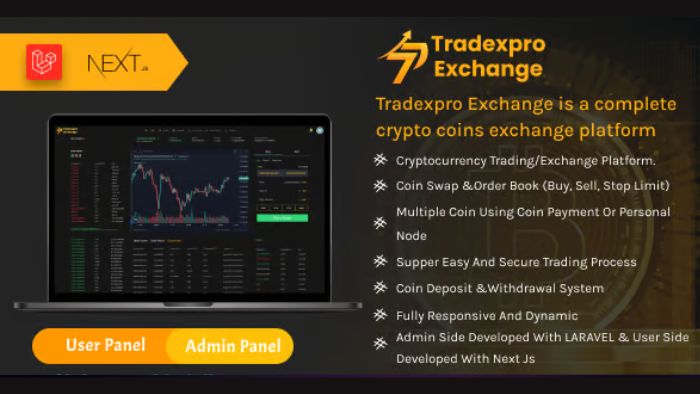 NEXT.JS
Tradexpro
Exchange
Tradexpro Exchange is a complete
crypto coins exchange platform
Cryptocurrency Trading/Exchange Platform.
Coin Swap &Order Book (Buy, Sell, Stop Limit)
Multiple Coin Using Coin Payment Or Personal
Node
Supper Easy And Secure Trading Process
Coin Deposit &Withdrawal System
Fully Responsive And Dynamic
Admin Side Developed With LARAVEL & User Side
Developed With Next Js
Tradexpro
Exchange
User Panel
Admin Panel